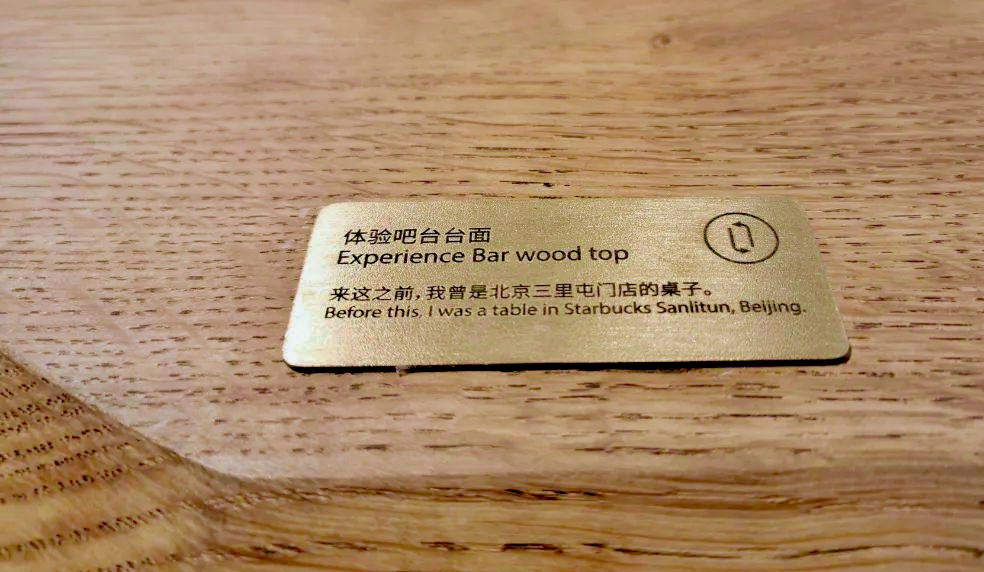 体验吧台台面
Experience Bar wood top
来这之前,我曾是北京三里屯门店的桌子。
Before this, I was a table in Starbucks Sanlitun, Beijing.